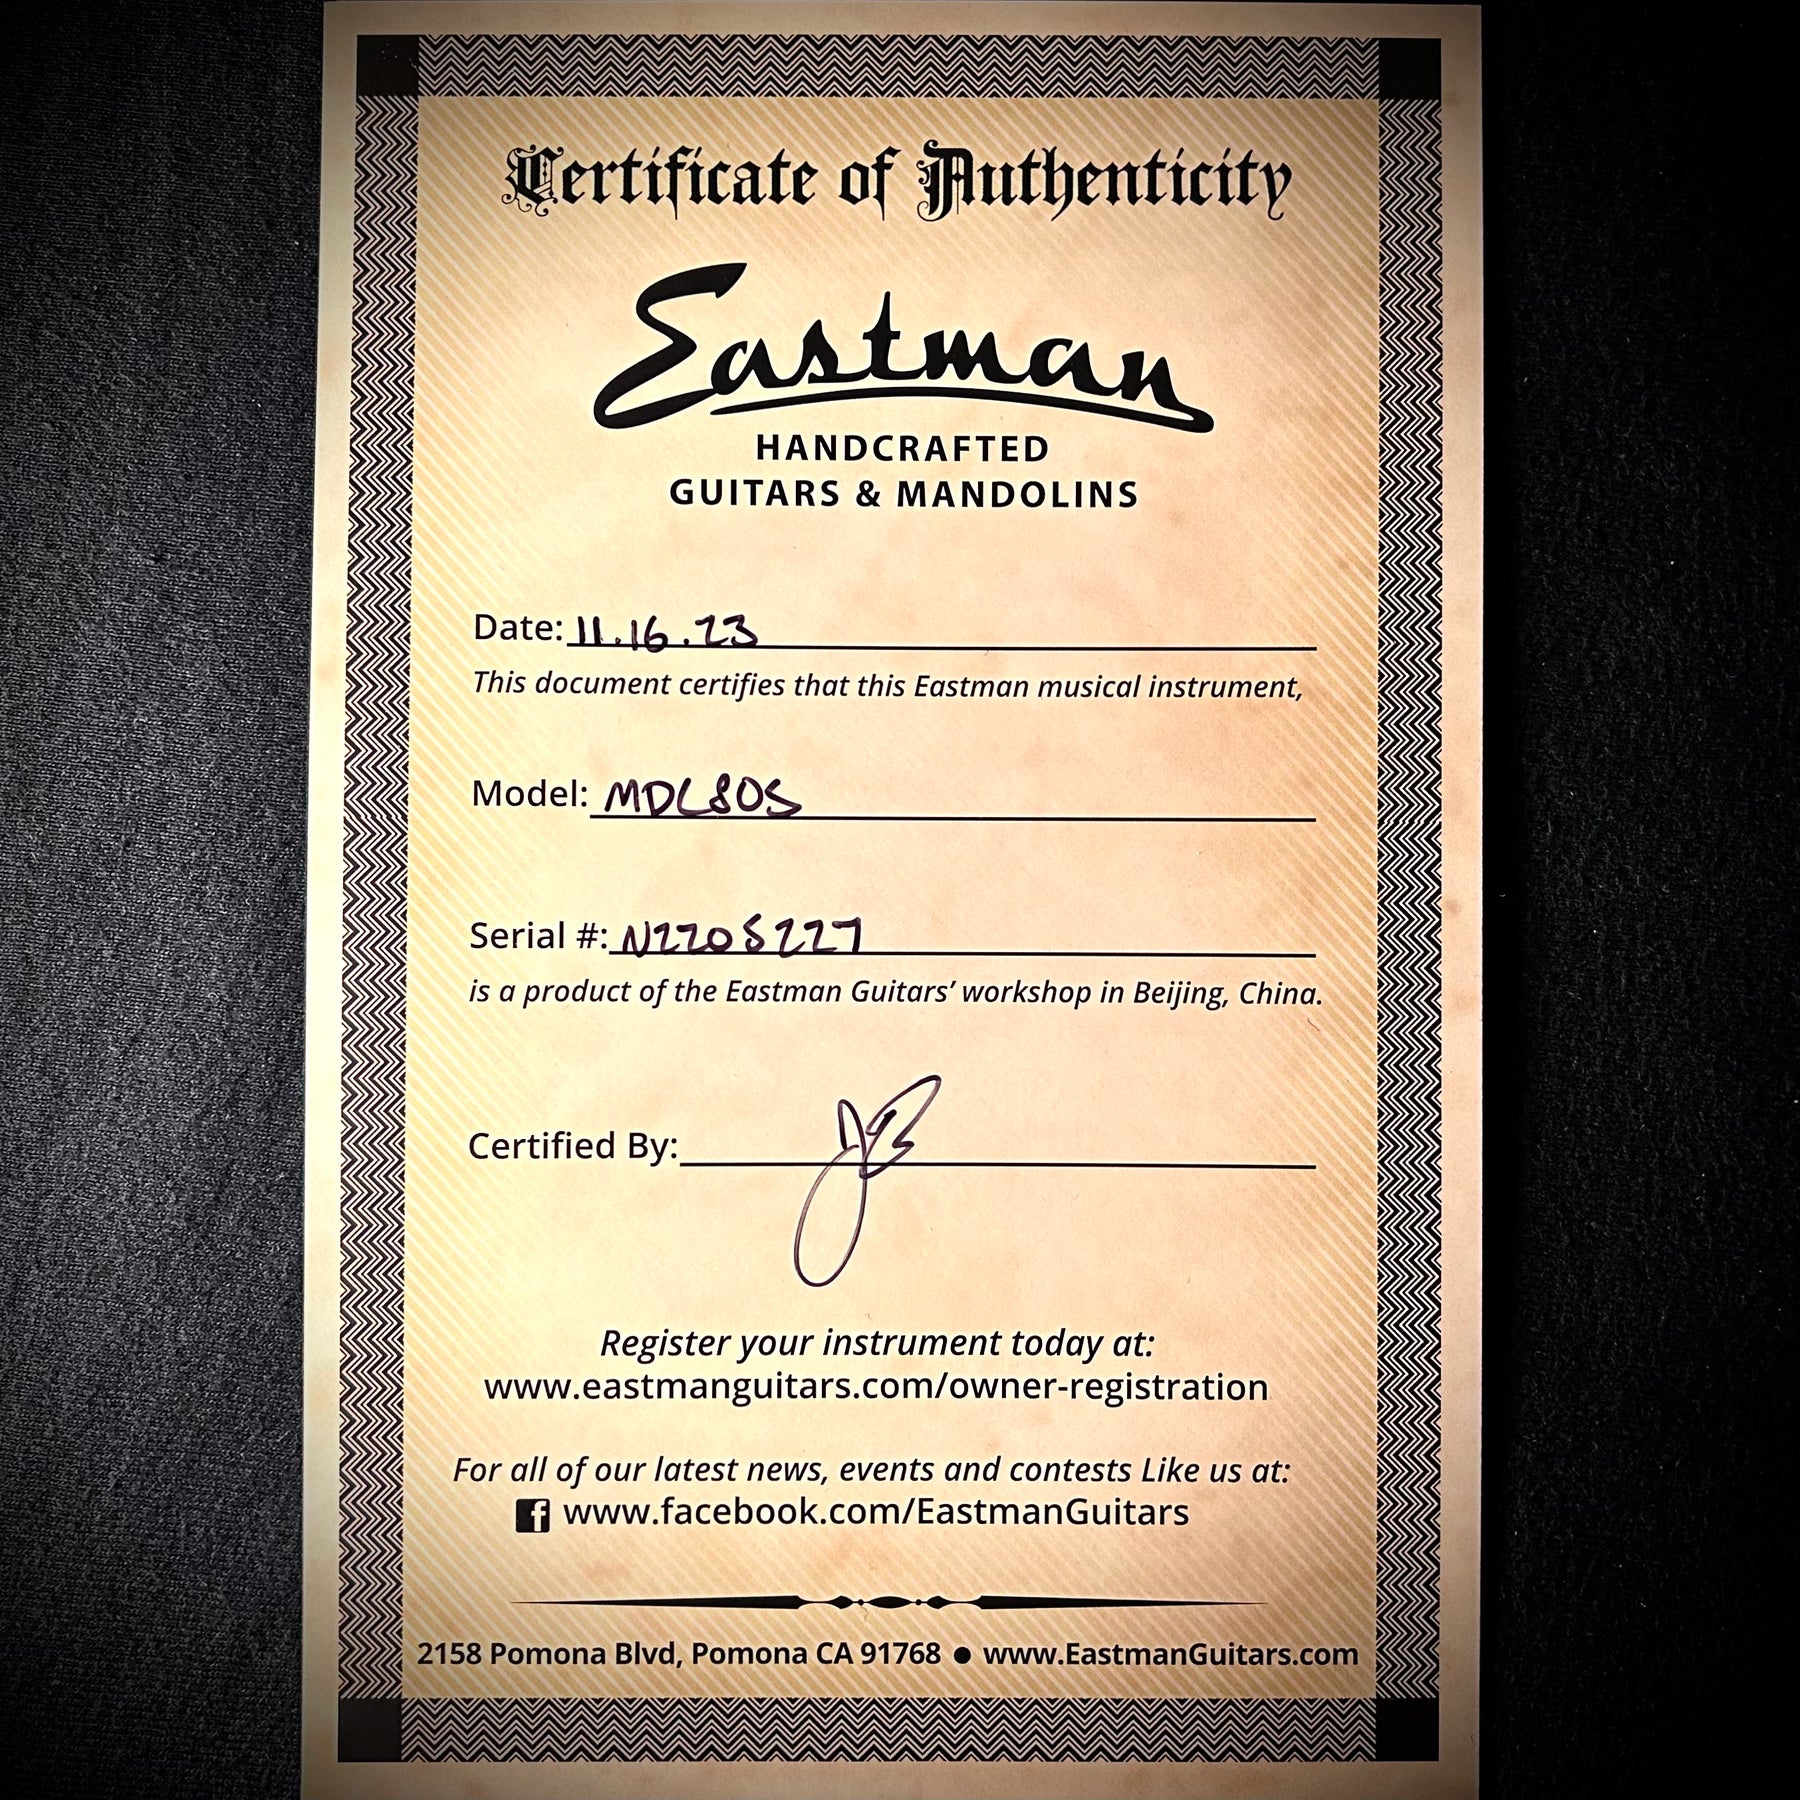 Certificate of Authenticity
Eastman
HANDCRAFTED
GUITARS & MANDOLINS
Date: 11.16.23
This document certifies that this Eastman musical instrument,
Model: MDL80S
Serial #: N2205227
is a product of the Eastman Guitars’ workshop in Beijing, China.
Certified By:
Register your instrument today at:
www.eastmanguitars.com/owner-registration
For all of our latest news, events and contests Like us at:
f www.facebook.com/EastmanGuitars
2158 Pomona Blvd, Pomona CA 91768 ● www.EastmanGuitars.com